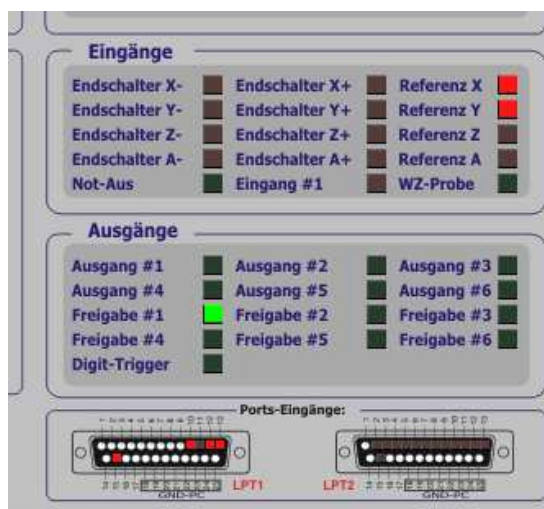 Eingänge
Endschalter X- Endschalter X+ Referenz X
Endschalter Y- Endschalter Y+ Referenz Y
Endschalter Z- Endschalter Z+ Referenz Z
Endschalter A- Endschalter A+ Referenz A
Not-Aus Eingang #1 WZ-Probe
Ausgänge
Ausgang #1 Ausgang #2 Ausgang #3
Ausgang #4 Ausgang #5 Ausgang #6
Freigabe #1 Freigabe #2 Freigabe #3
Freigabe #4 Freigabe #5 Freigabe #6
Digit-Trigger
Ports-Eingänge:
LPT1 LPT2
GND-PC GND-PC